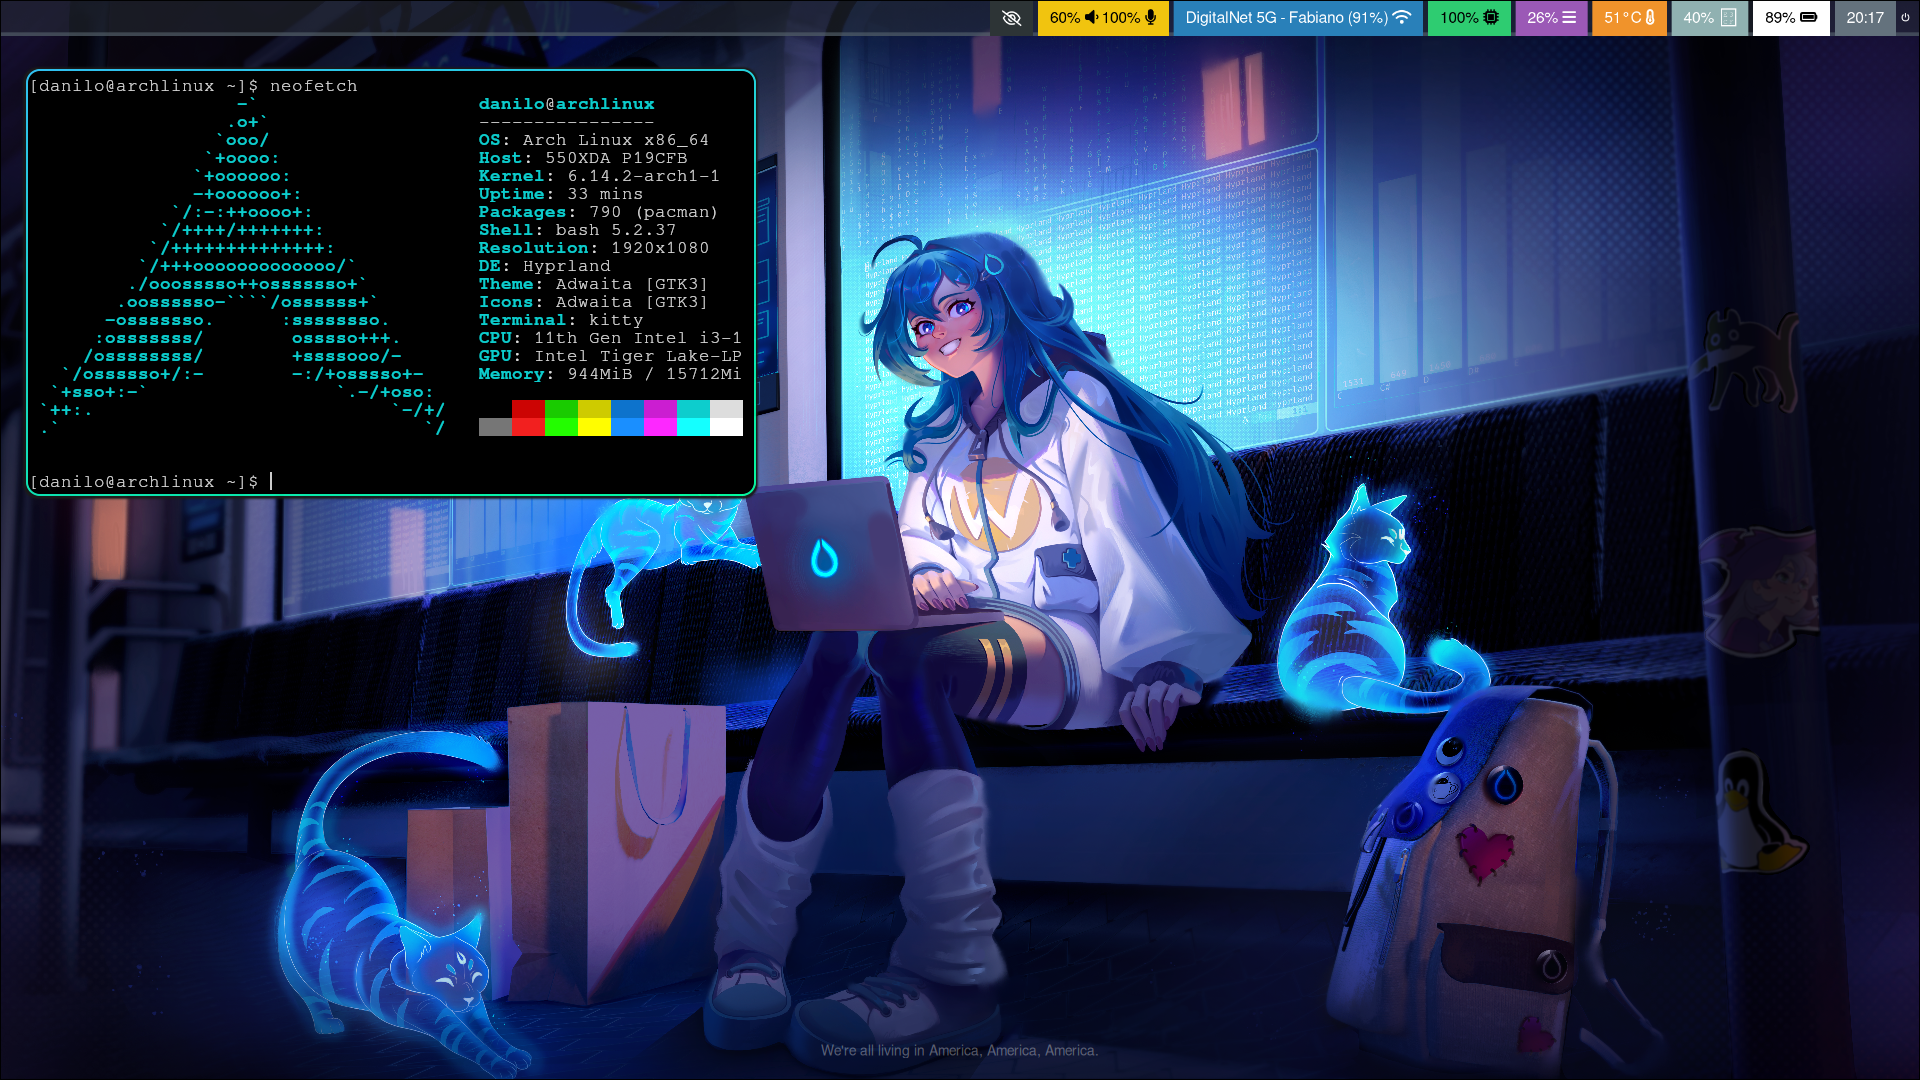 60% 100% DigitalNet 5G - Fabiano (91%) 100% 26% 51°C 40% 89% 20:17
[danilo@archlinux ~]$ neofetch
danilo@archlinux
----------------
OS: Arch Linux x86_64
Host: 550XDA P19CFB
Kernel: 6.14.2-arch1-1
Uptime: 33 mins
Packages: 790 (pacman)
Shell: bash 5.2.37
Resolution: 1920x1080
DE: Hyprland
Theme: Adwaita [GTK3]
Icons: Adwaita [GTK3]
Terminal: kitty
CPU: 11th Gen Intel i3-1
GPU: Intel Tiger Lake-LP
Memory: 944MiB / 15712Mi
[danilo@archlinux ~]$
W
We're all living in America, America, America.